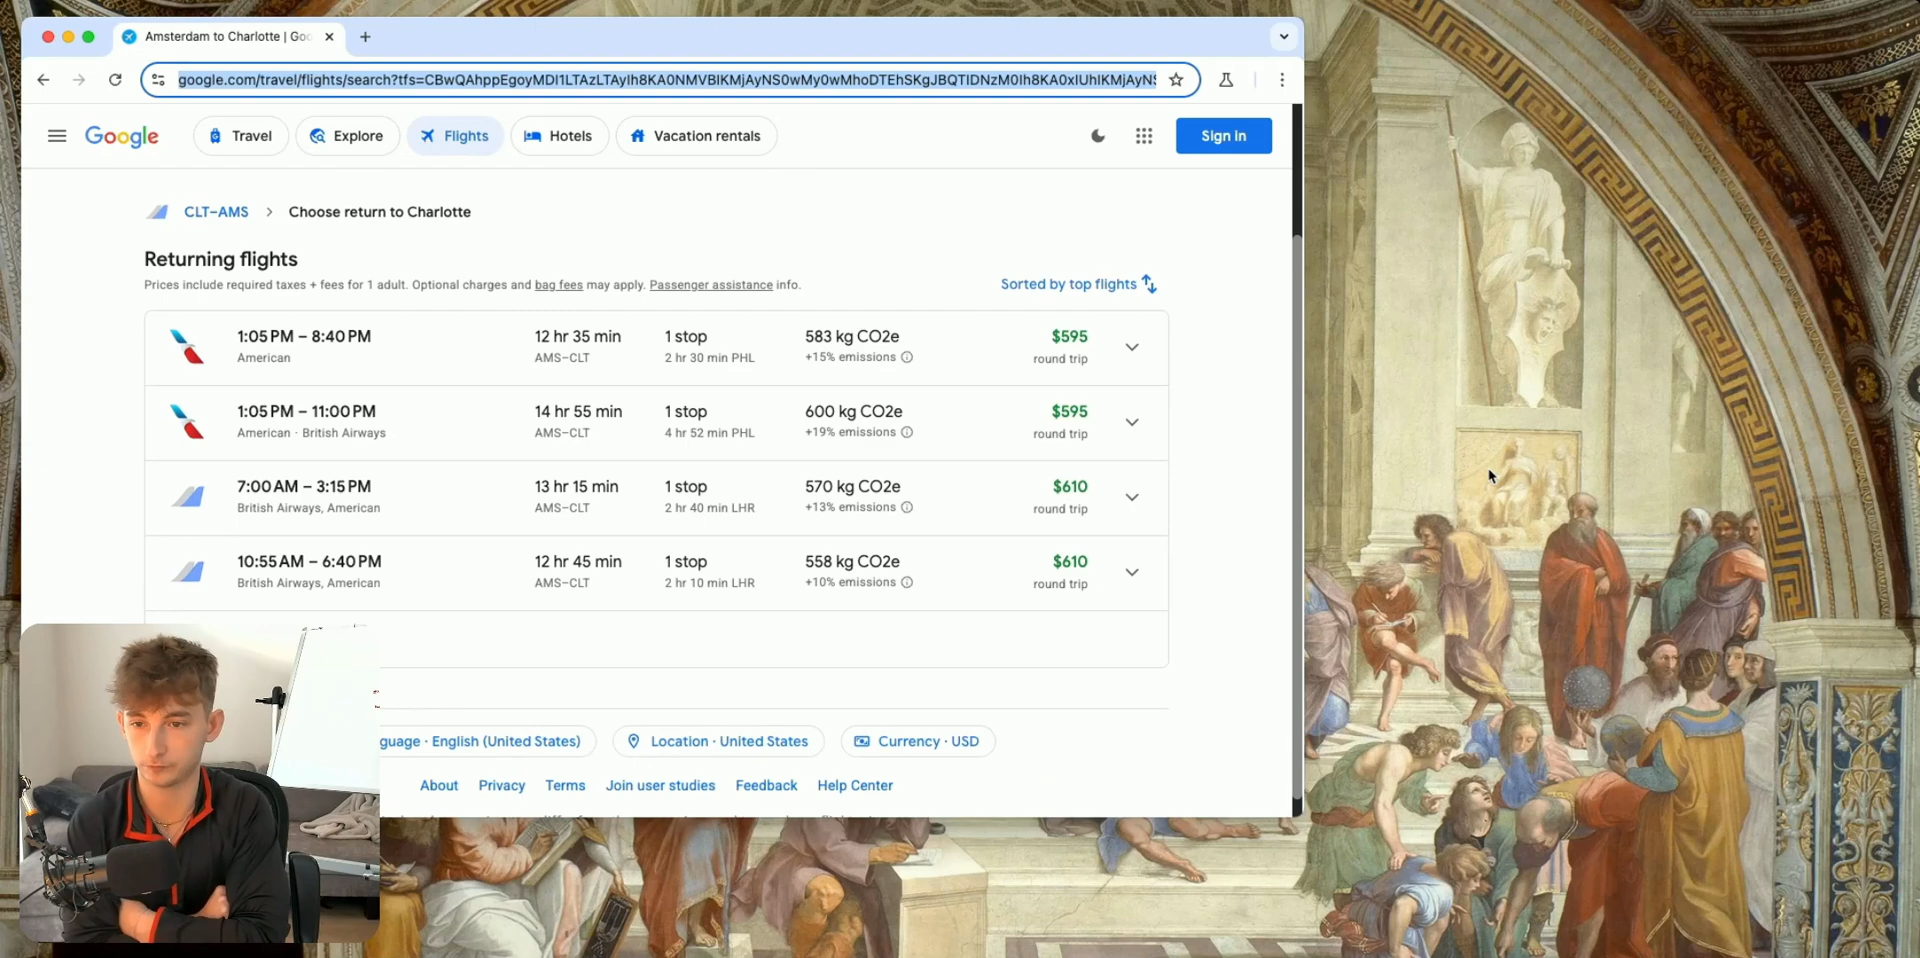 Amsterdam to Charlotte | Goo
google.com/travel/flights/search?tfs=
Google
Travel
Explore
Flights
Hotels
Vacation rentals
Sign in
CLT–AMS > Choose return to Charlotte
Returning flights
Prices include required taxes + fees for 1 adult. Optional charges and bag fees may apply. Passenger assistance info.
Sorted by top flights
1:05 PM – 8:40 PM 12 hr 35 min 1 stop 583 kg CO2e $595
American AMS–CLT 2 hr 30 min PHL +15% emissions round trip
1:05 PM – 11:00 PM 14 hr 55 min 1 stop 600 kg CO2e $595
American · British Airways AMS–CLT 4 hr 52 min PHL +19% emissions round trip
7:00 AM – 3:15 PM 13 hr 15 min 1 stop 570 kg CO2e $610
British Airways, American AMS–CLT 2 hr 40 min LHR +13% emissions round trip
10:55 AM – 6:40 PM 12 hr 45 min 1 stop 558 kg CO2e $610
British Airways, American AMS–CLT 2 hr 10 min LHR +10% emissions round trip
guage · English (United States) Location · United States Currency · USD
About Privacy Terms Join user studies Feedback Help Center